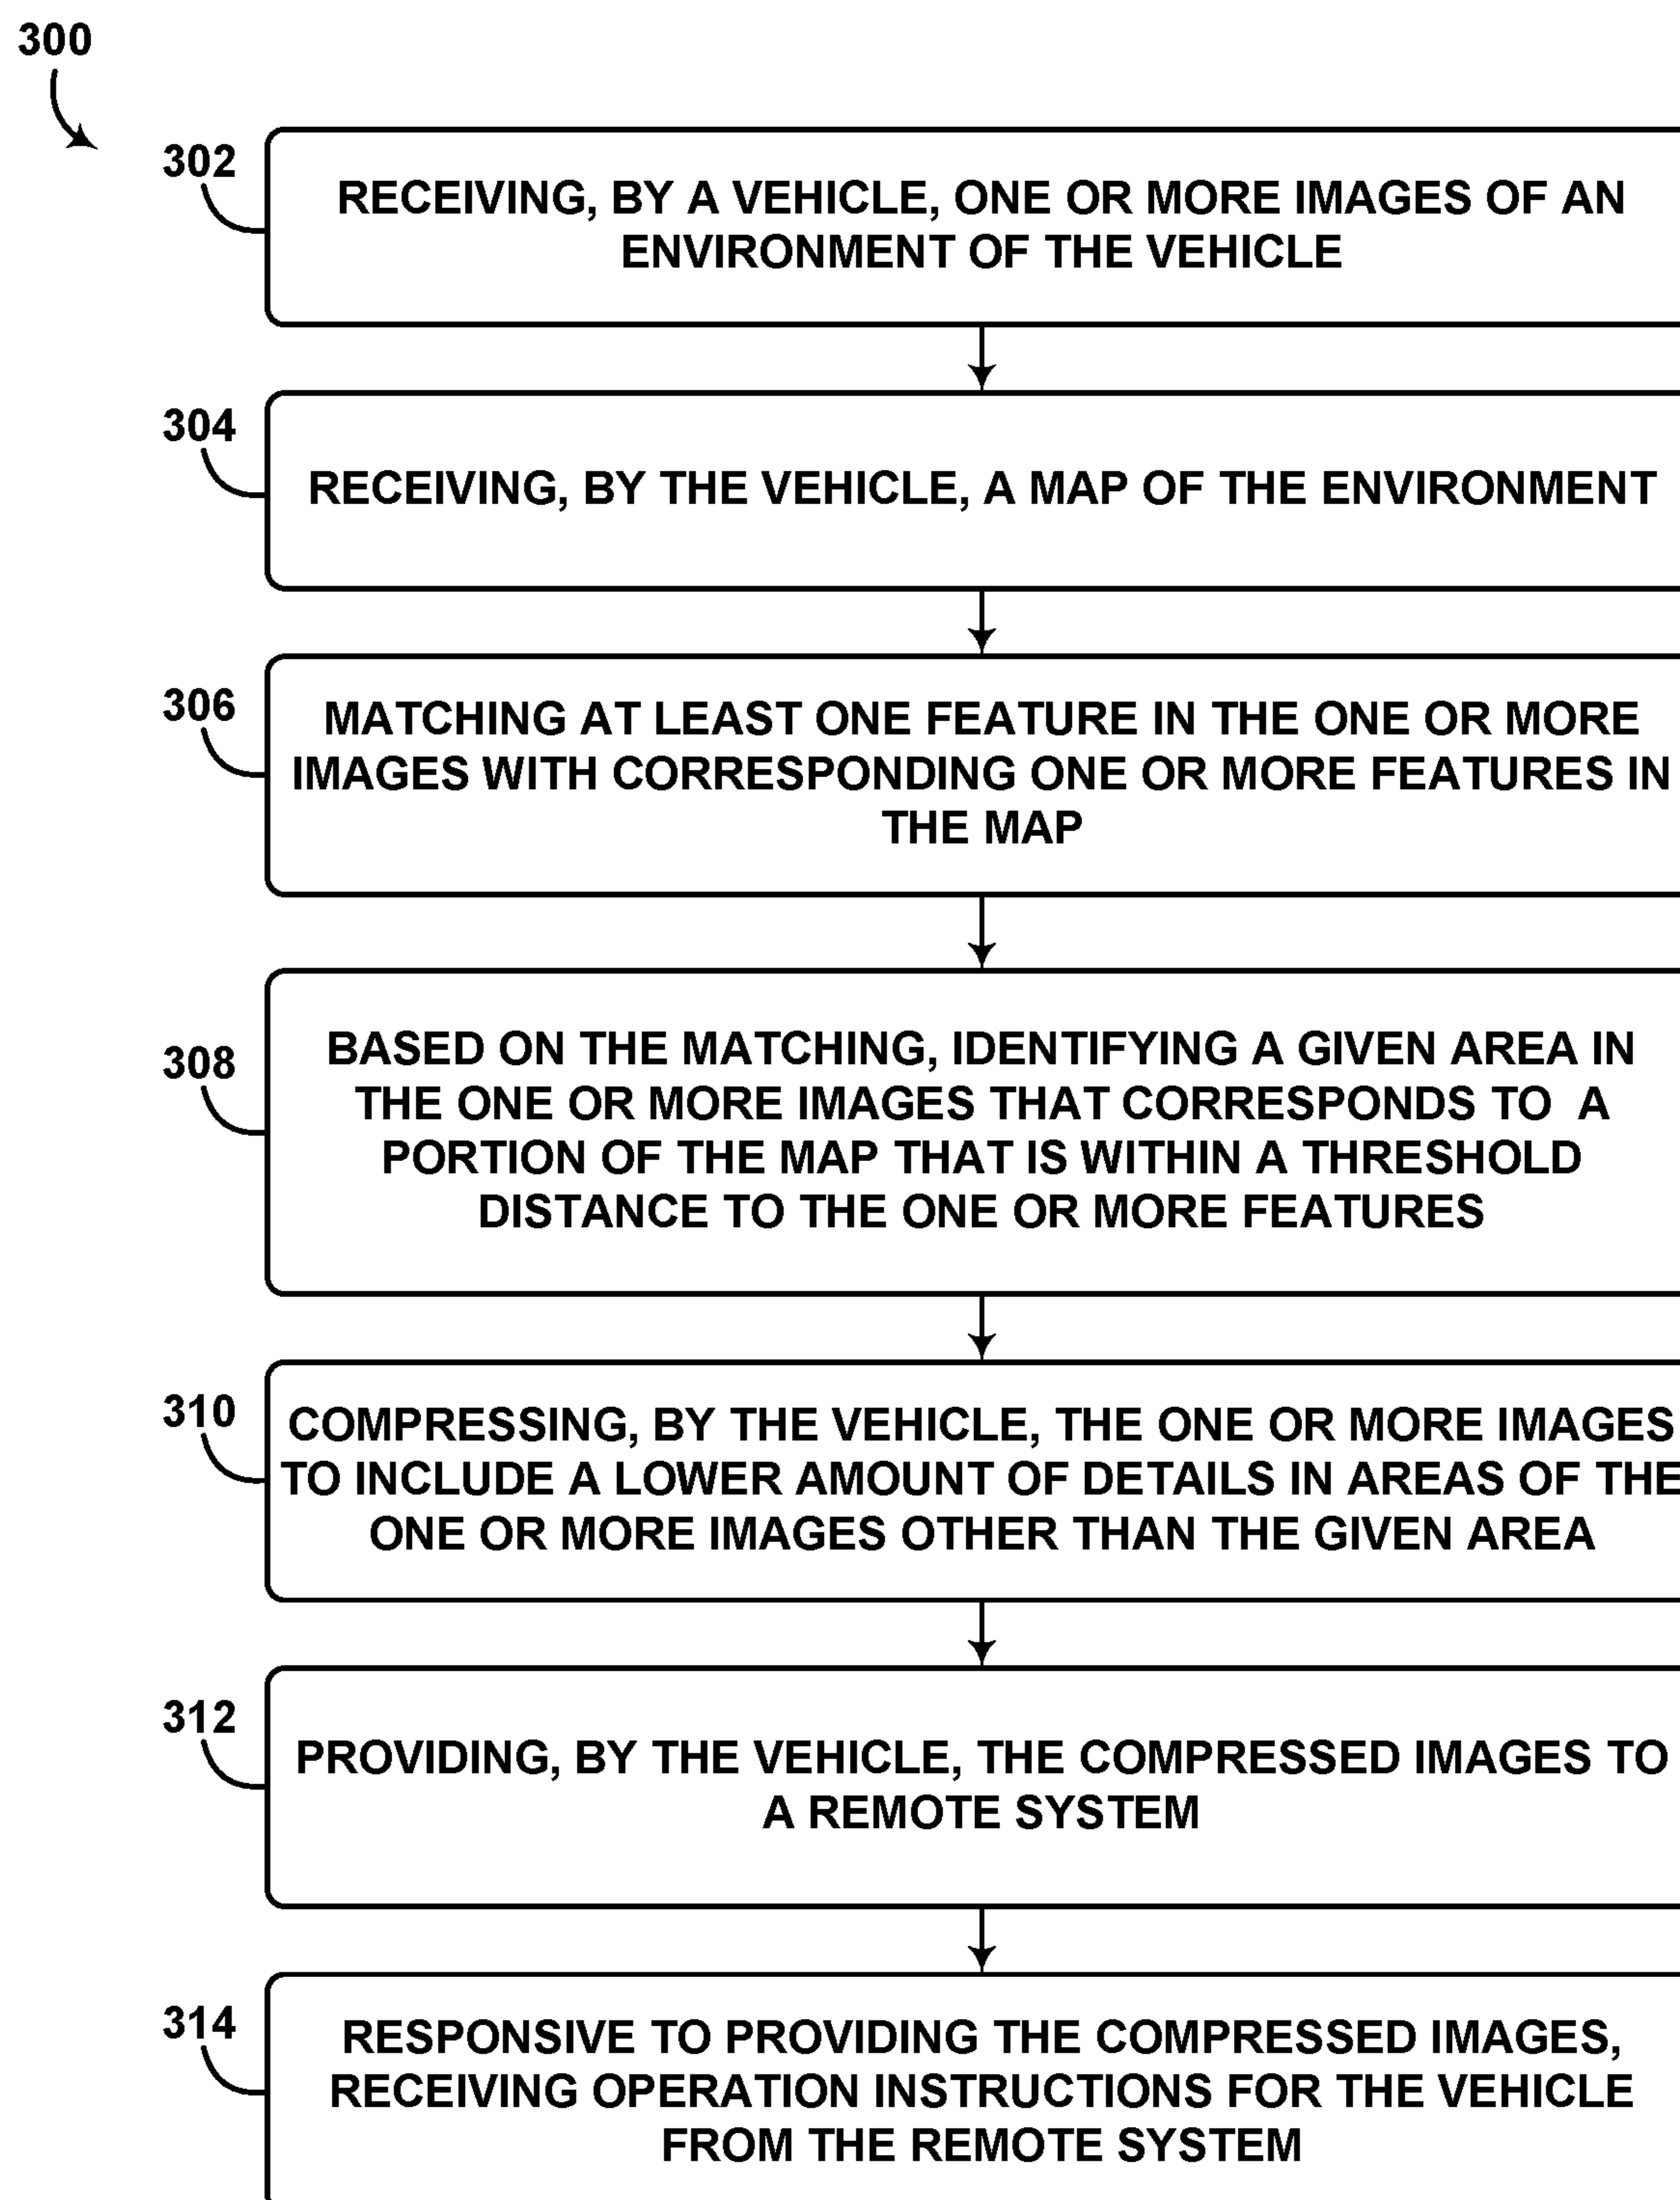 300
302
RECEIVING, BY A VEHICLE, ONE OR MORE IMAGES OF AN
ENVIRONMENT OF THE VEHICLE
304
RECEIVING, BY THE VEHICLE, A MAP OF THE ENVIRONMENT
306
MATCHING AT LEAST ONE FEATURE IN THE ONE OR MORE
IMAGES WITH CORRESPONDING ONE OR MORE FEATURES IN
THE MAP
308
BASED ON THE MATCHING, IDENTIFYING A GIVEN AREA IN
THE ONE OR MORE IMAGES THAT CORRESPONDS TO A
PORTION OF THE MAP THAT IS WITHIN A THRESHOLD
DISTANCE TO THE ONE OR MORE FEATURES
310
COMPRESSING, BY THE VEHICLE, THE ONE OR MORE IMAGES
TO INCLUDE A LOWER AMOUNT OF DETAILS IN AREAS OF THE
ONE OR MORE IMAGES OTHER THAN THE GIVEN AREA
312
PROVIDING, BY THE VEHICLE, THE COMPRESSED IMAGES TO
A REMOTE SYSTEM
314
RESPONSIVE TO PROVIDING THE COMPRESSED IMAGES,
RECEIVING OPERATION INSTRUCTIONS FOR THE VEHICLE
FROM THE REMOTE SYSTEM